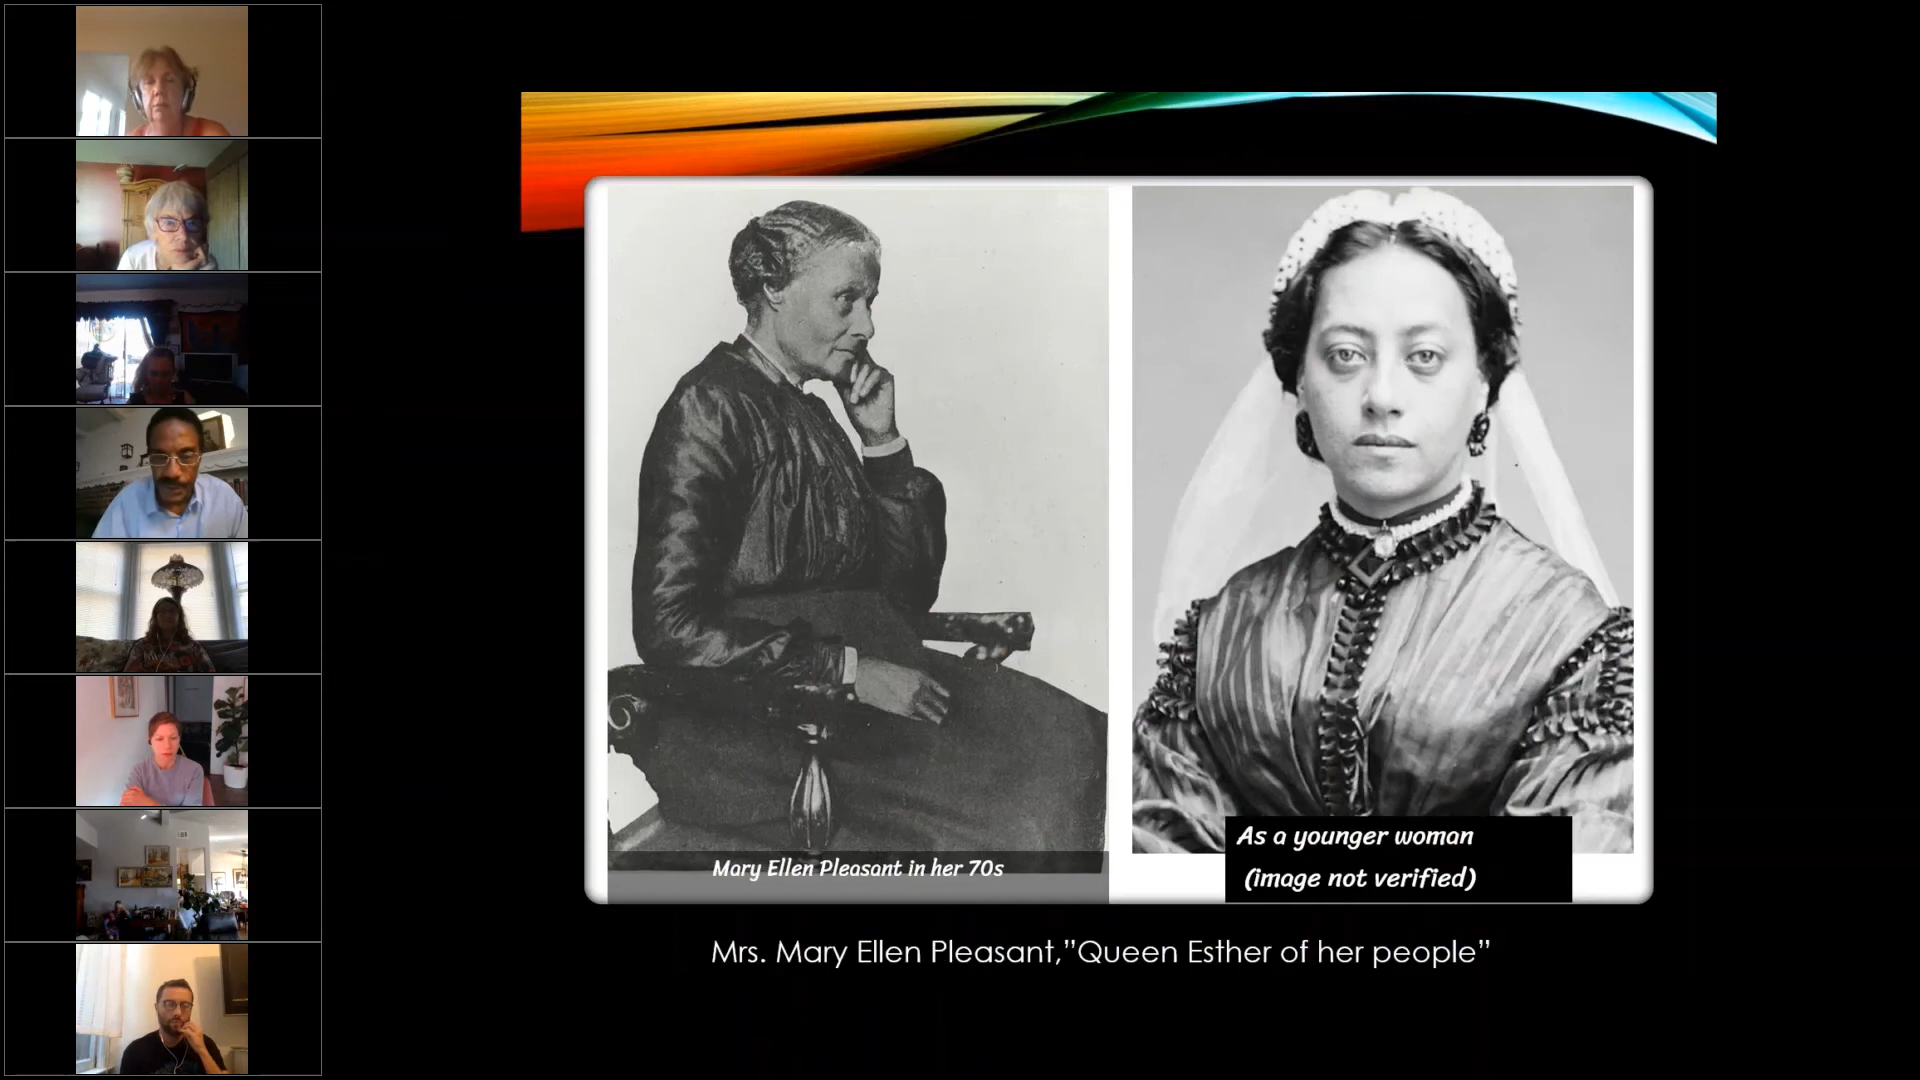 Mary Ellen Pleasant in her 70s
As a younger woman
(image not verified)
Mrs. Mary Ellen Pleasant,”Queen Esther of her people”